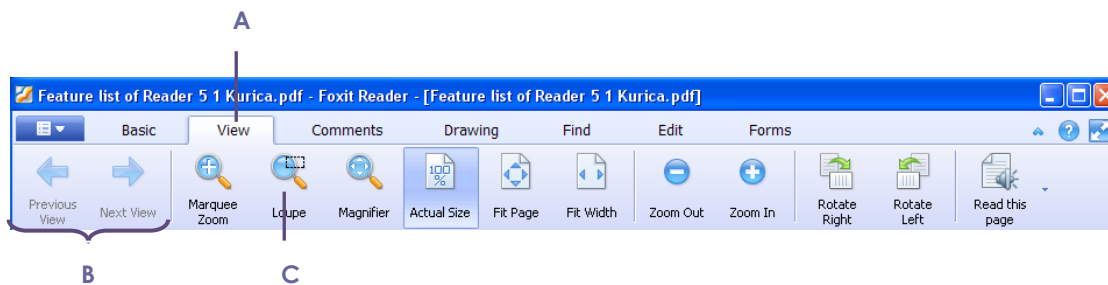 A
Feature list of Reader 5 1 Kurica.pdf - Foxit Reader - [Feature list of Reader 5 1 Kurica.pdf]
Basic View Comments Drawing Find Edit Forms
100
%
Previous View Next View Marquee Zoom Loupe Magnifier Actual Size Fit Page Fit Width Zoom Out Zoom In Rotate Right Rotate Left Read this page
B C